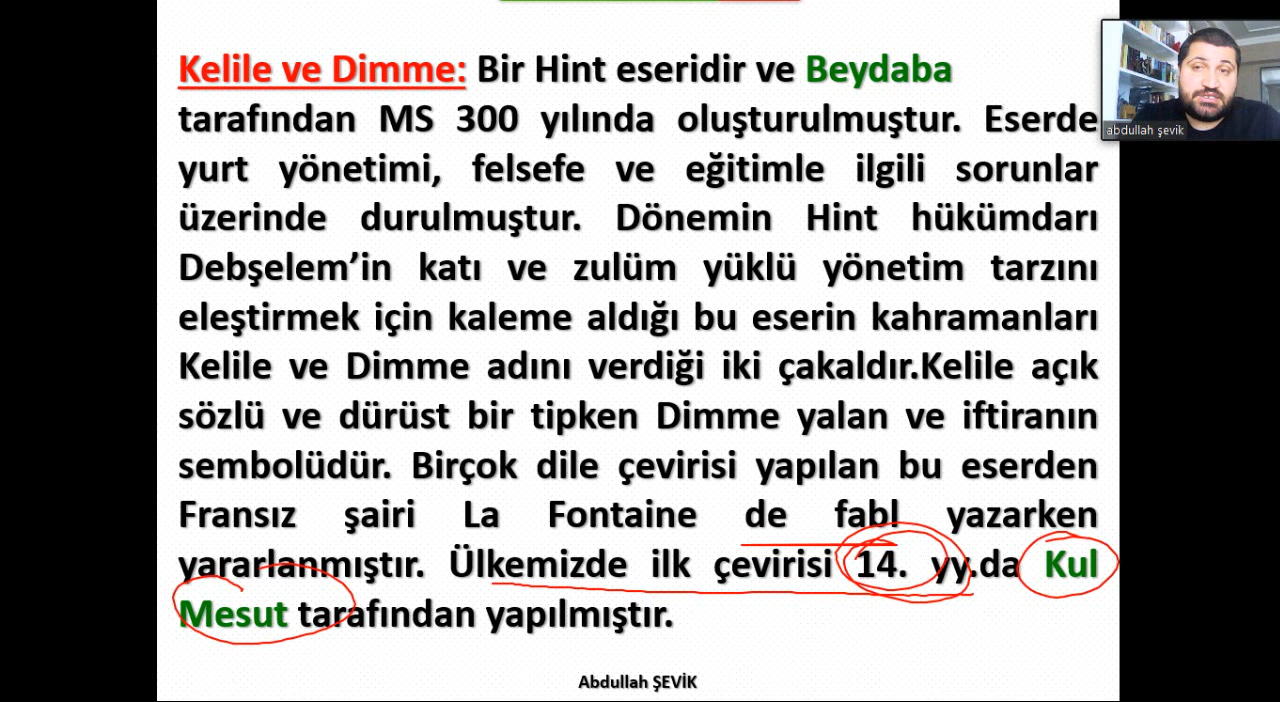 Kelile ve Dimme: Bir Hint eseridir ve Beydaba
tarafından MS 300 yılında oluşturulmuştur. Eserde
yurt yönetimi, felsefe ve eğitimle ilgili sorunlar
üzerinde durulmuştur. Dönemin Hint hükümdarı
Debşelem’in katı ve zulüm yüklü yönetim tarzını
eleştirmek için kaleme aldığı bu eserin kahramanları
Kelile ve Dimme adını verdiği iki çakaldır.Kelile açık
sözlü ve dürüst bir tipken Dimme yalan ve iftiranın
sembolüdür. Birçok dile çevirisi yapılan bu eserden
Fransız şairi La Fontaine de fabl yazarken
yararlanmıştır. Ülkemizde ilk çevirisi 14. yy.da Kul
Mesut tarafından yapılmıştır.
Abdullah ŞEVİK
abdullah şevik